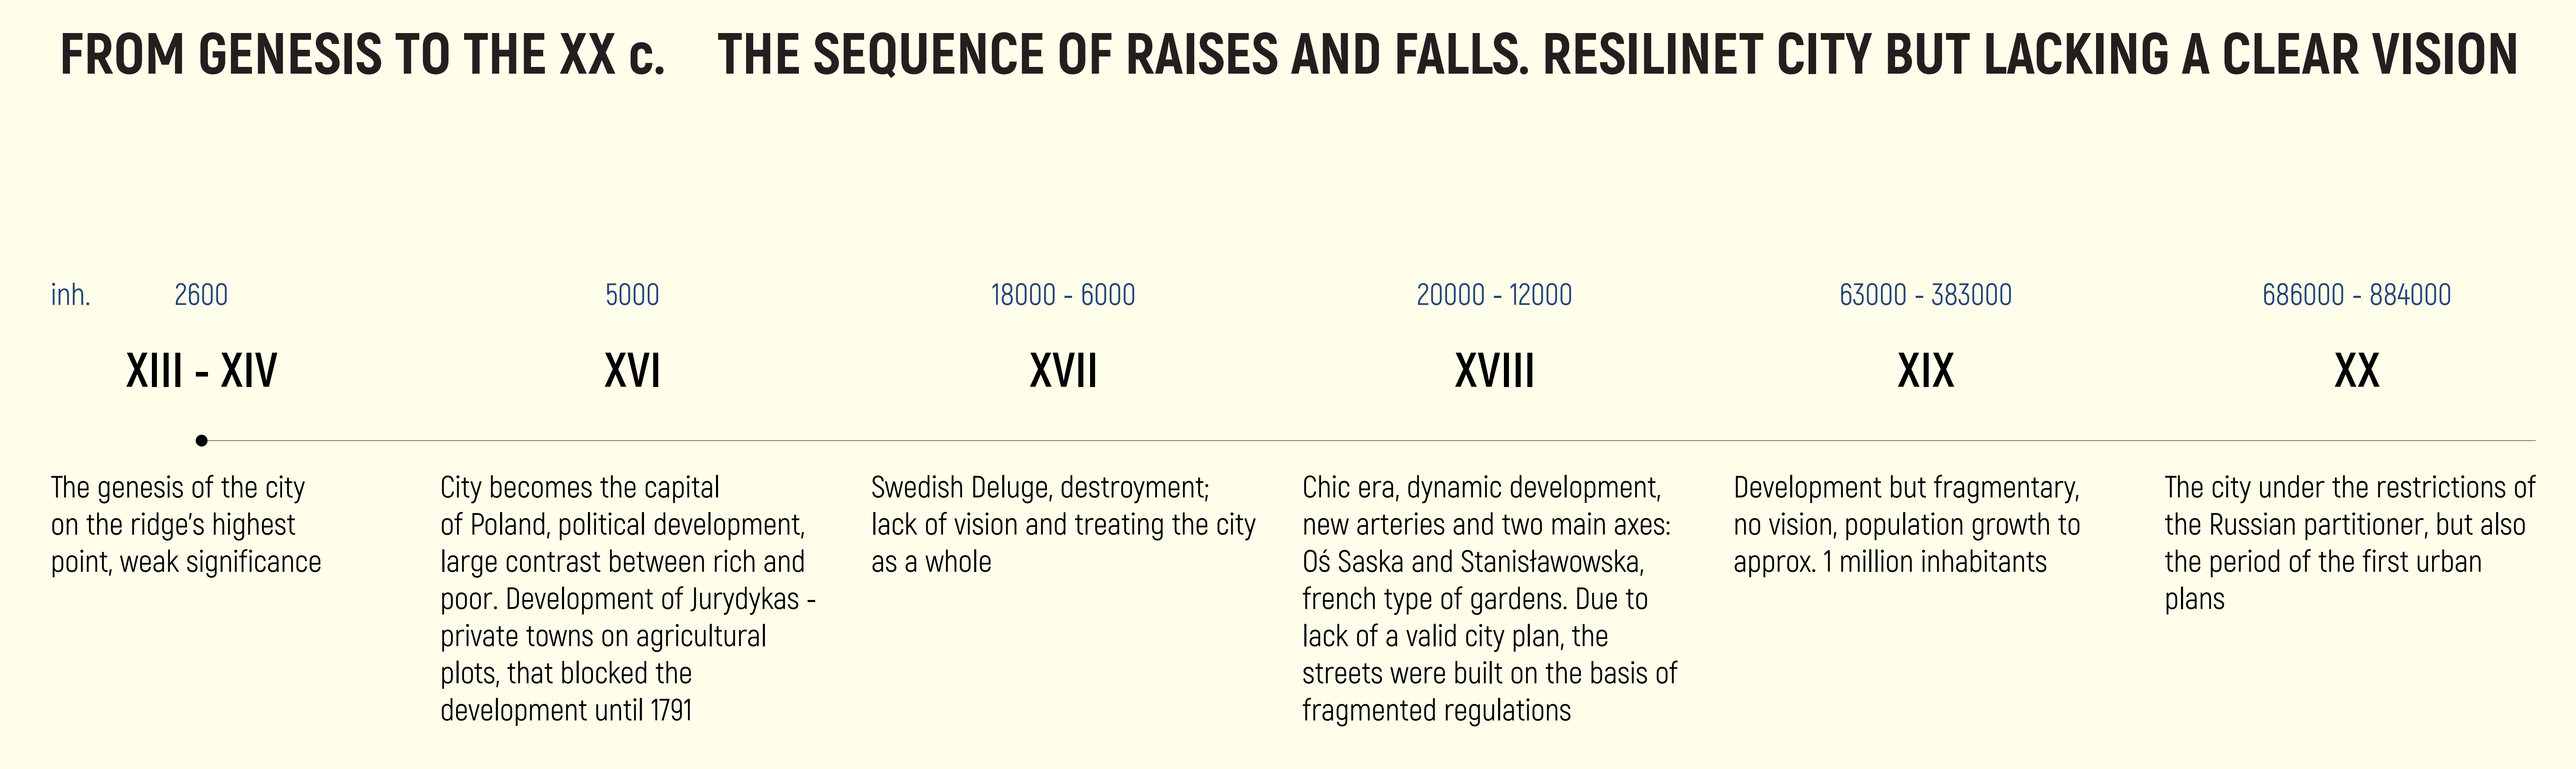 FROM GENESIS TO THE XX c. THE SEQUENCE OF RAISES AND FALLS. RESILINET CITY BUT LACKING A CLEAR VISION
inh. 2600 5000 18000 - 6000 20000 - 12000 63000 - 383000 686000 - 884000
XIII - XIV XVI XVII XVIII XIX XX
The genesis of the city
on the ridge's highest
point, weak significance
City becomes the capital
of Poland, political development,
large contrast between rich and
poor. Development of Jurydykas -
private towns on agricultural
plots, that blocked the
development until 1791
Swedish Deluge, destroyment;
lack of vision and treating the city
as a whole
Chic era, dynamic development,
new arteries and two main axes:
Oś Saska and Stanisławowska,
french type of gardens. Due to
lack of a valid city plan, the
streets were built on the basis of
fragmented regulations
Development but fragmentary,
no vision, population growth to
approx. 1 million inhabitants
The city under the restrictions of
the Russian partitioner, but also
the period of the first urban
plans